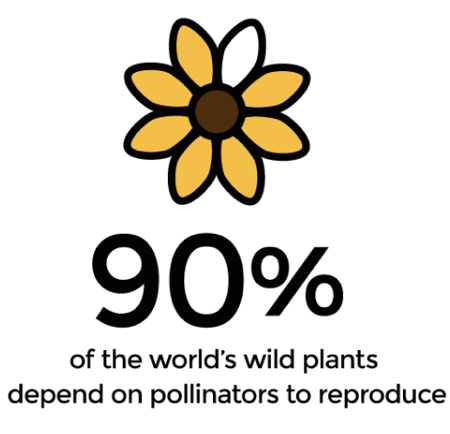 90%
of the world’s wild plants
depend on pollinators to reproduce